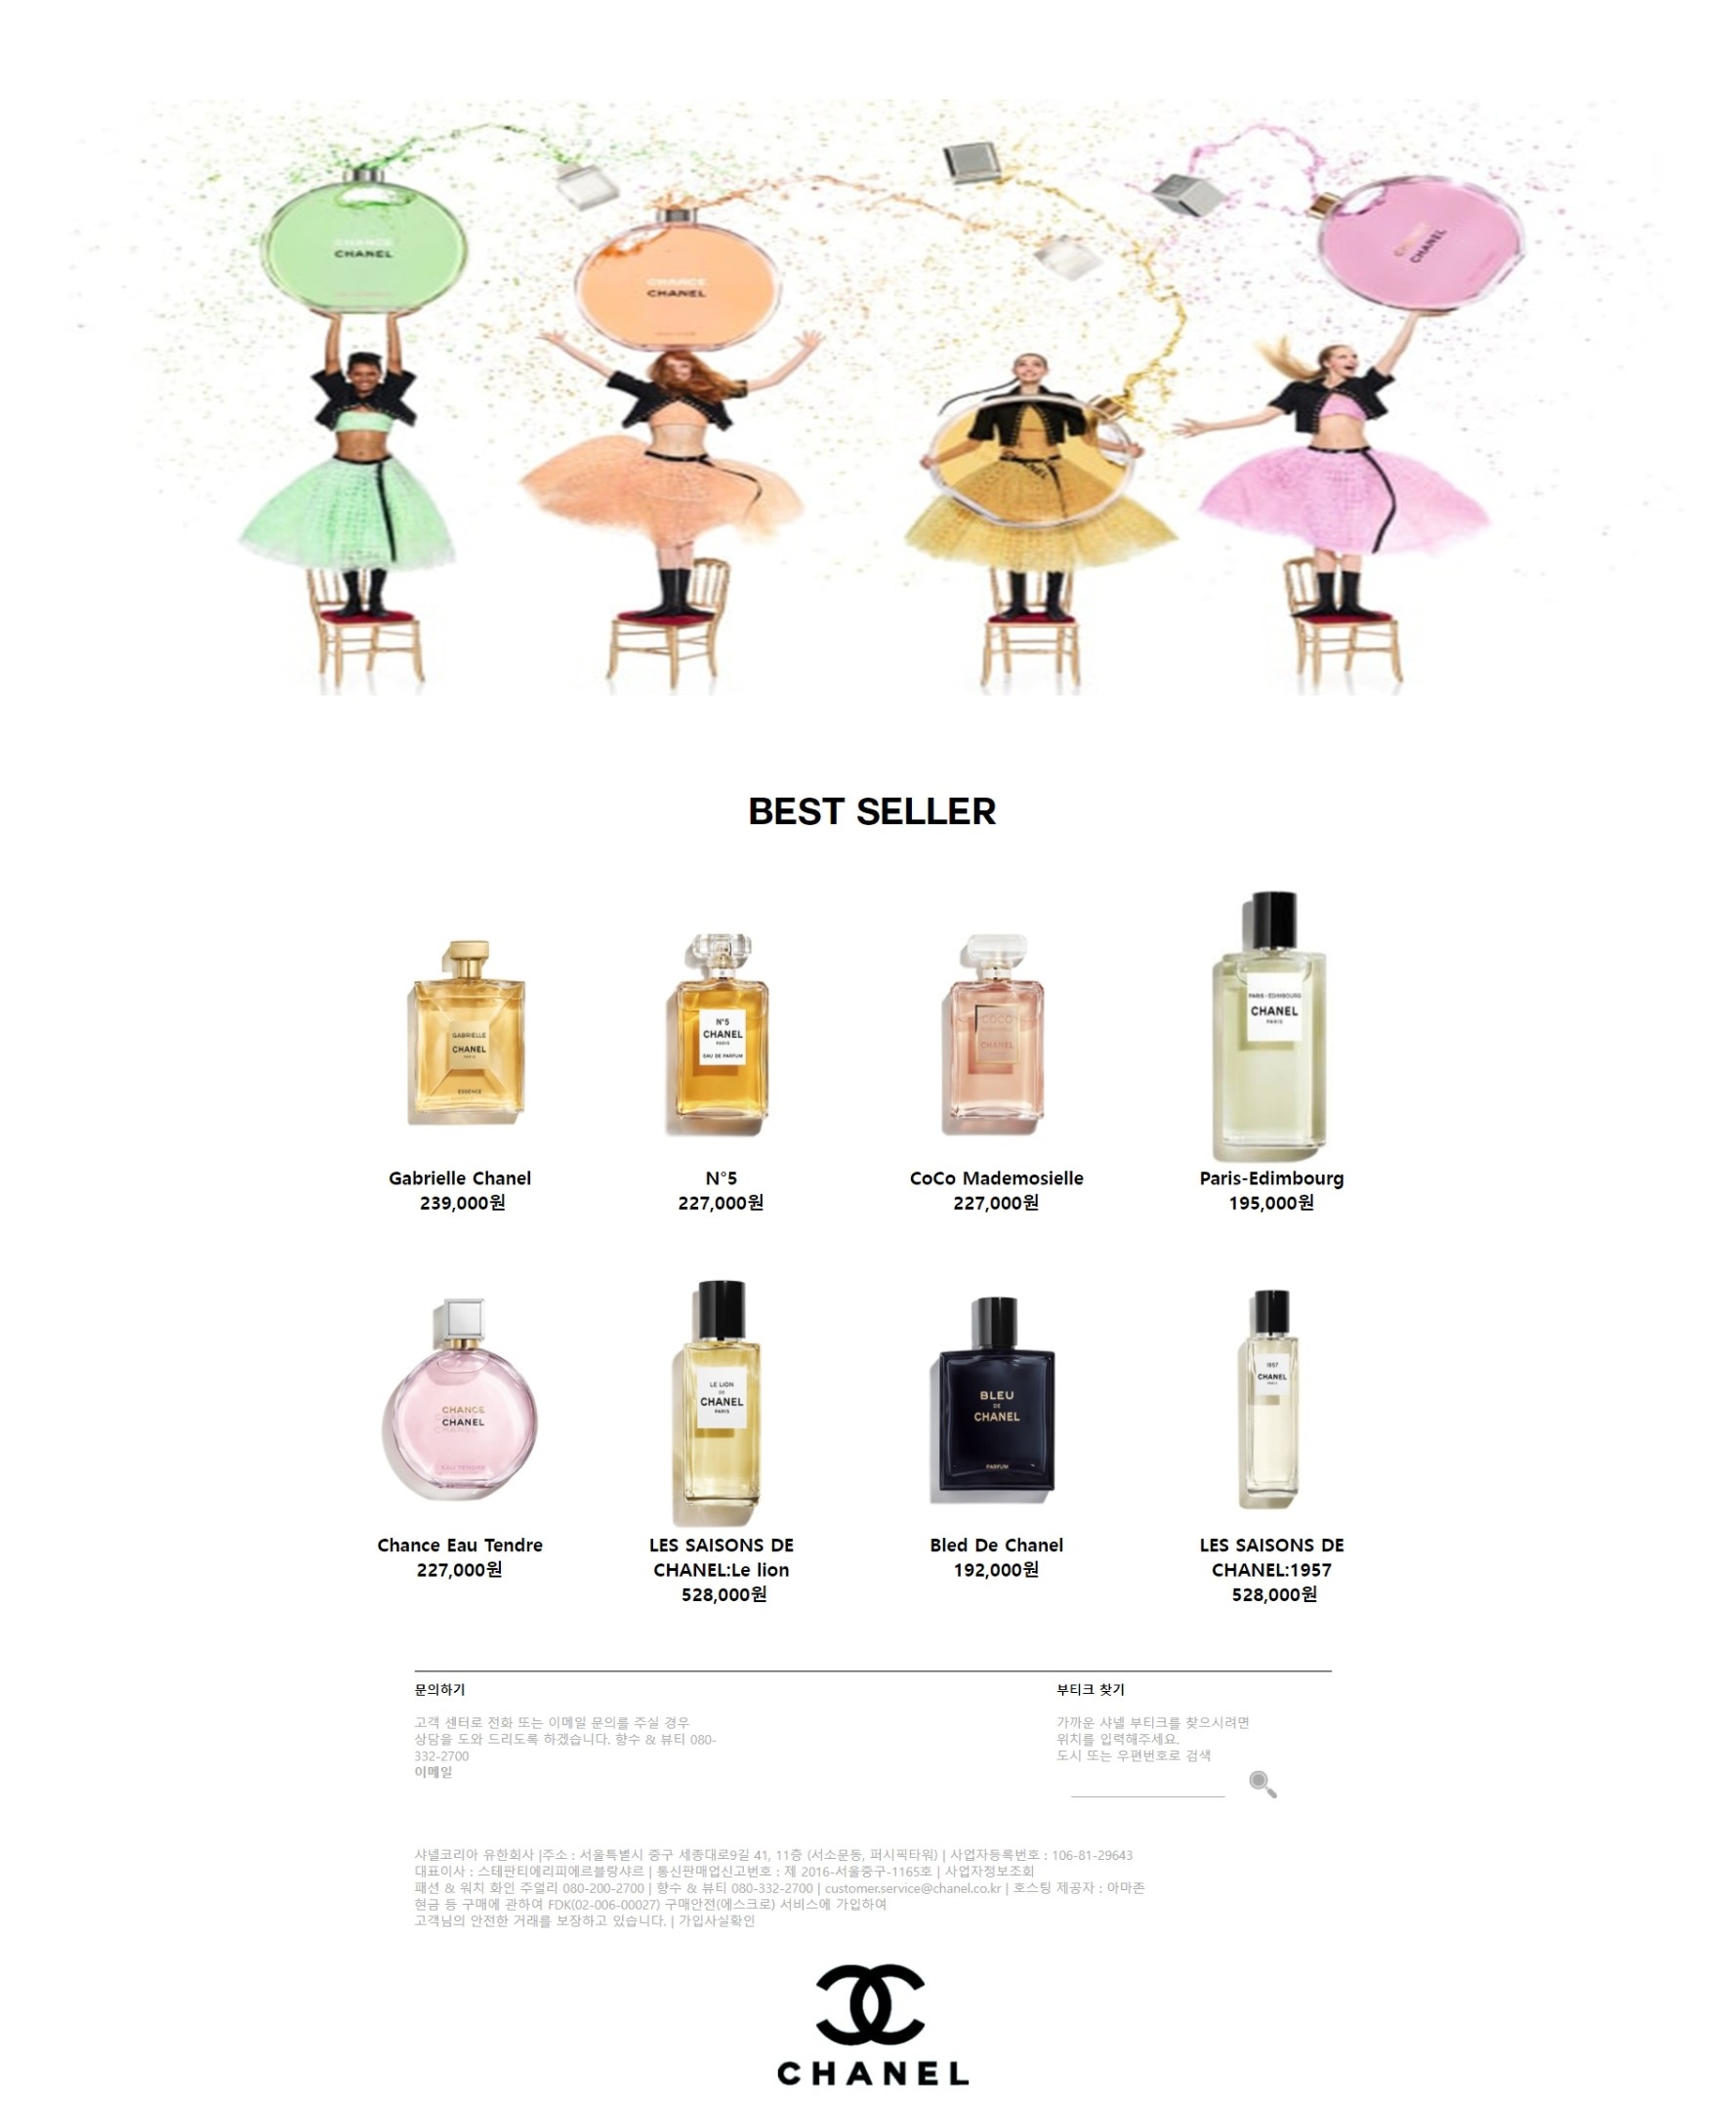 CHANCE
CHANEL
CHANCE
CHANEL
CHANEL
CHANEL
BEST SELLER
GABRIELLE
CHANEL
PARIS
ESSENCE
N°5
CHANEL
PARIS
EAU DE PARFUM
COCO
CHANEL
PARIS-EDIMBOURG
CHANEL
PARIS
Gabrielle Chanel
239,000원
N°5
227,000원
CoCo Mademosielle
227,000원
Paris-Edimbourg
195,000원
CHANCE
CHANEL
EAU TENDRE
LE LION
DE
CHANEL
PARIS
BLEU
DE
CHANEL
PARFUM
1957
CHANEL
PARIS
Chance Eau Tendre
227,000원
LES SAISONS DE
CHANEL:Le lion
528,000원
Bled De Chanel
192,000원
LES SAISONS DE
CHANEL:1957
528,000원
문의하기
고객 센터로 전화 또는 이메일 문의를 주실 경우
상담을 도와 드리도록 하겠습니다. 향수 & 뷰티 080-
332-2700
이메일
부티크 찾기
가까운 샤넬 부티크를 찾으시려면
위치를 입력해주세요.
도시 또는 우편번호로 검색
샤넬코리아 유한회사 |주소 : 서울특별시 중구 세종대로9길 41, 11증 (서소문동, 퍼시픽타워) | 사업자등록번호 : 106-81-29643
대표이사 : 스테판티에리피에르블랑샤르 | 통신판매업신고번호 : 제 2016-서울중구-1165호 | 사업자정보조회
패션 & 워치 화인 주얼리 080-200-2700 | 향수 & 뷰티 080-332-2700 | customer.service@chanel.co.kr | 호스팅 제공자 : 아마존
현금 등 구매에 관하여 FDK(02-006-00027) 구매안전(에스크로) 서비스에 가입하여
고객님의 안전한 거래를 보장하고 있습니다. | 가입사실확인
CHANEL